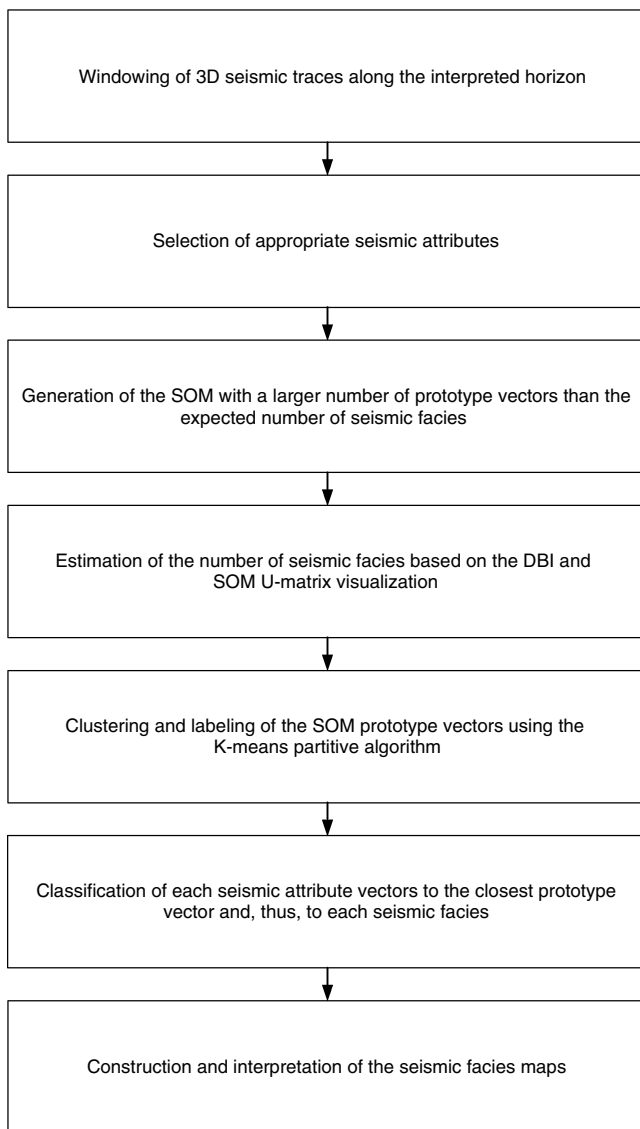 Windowing of 3D seismic traces along the interpreted horizon
Selection of appropriate seismic attributes
Generation of the SOM with a larger number of prototype vectors than the
expected number of seismic facies
Estimation of the number of seismic facies based on the DBI and
SOM U-matrix visualization
Clustering and labeling of the SOM prototype vectors using the
K-means partitive algorithm
Classification of each seismic attribute vectors to the closest prototype
vector and, thus, to each seismic facies
Construction and interpretation of the seismic facies maps